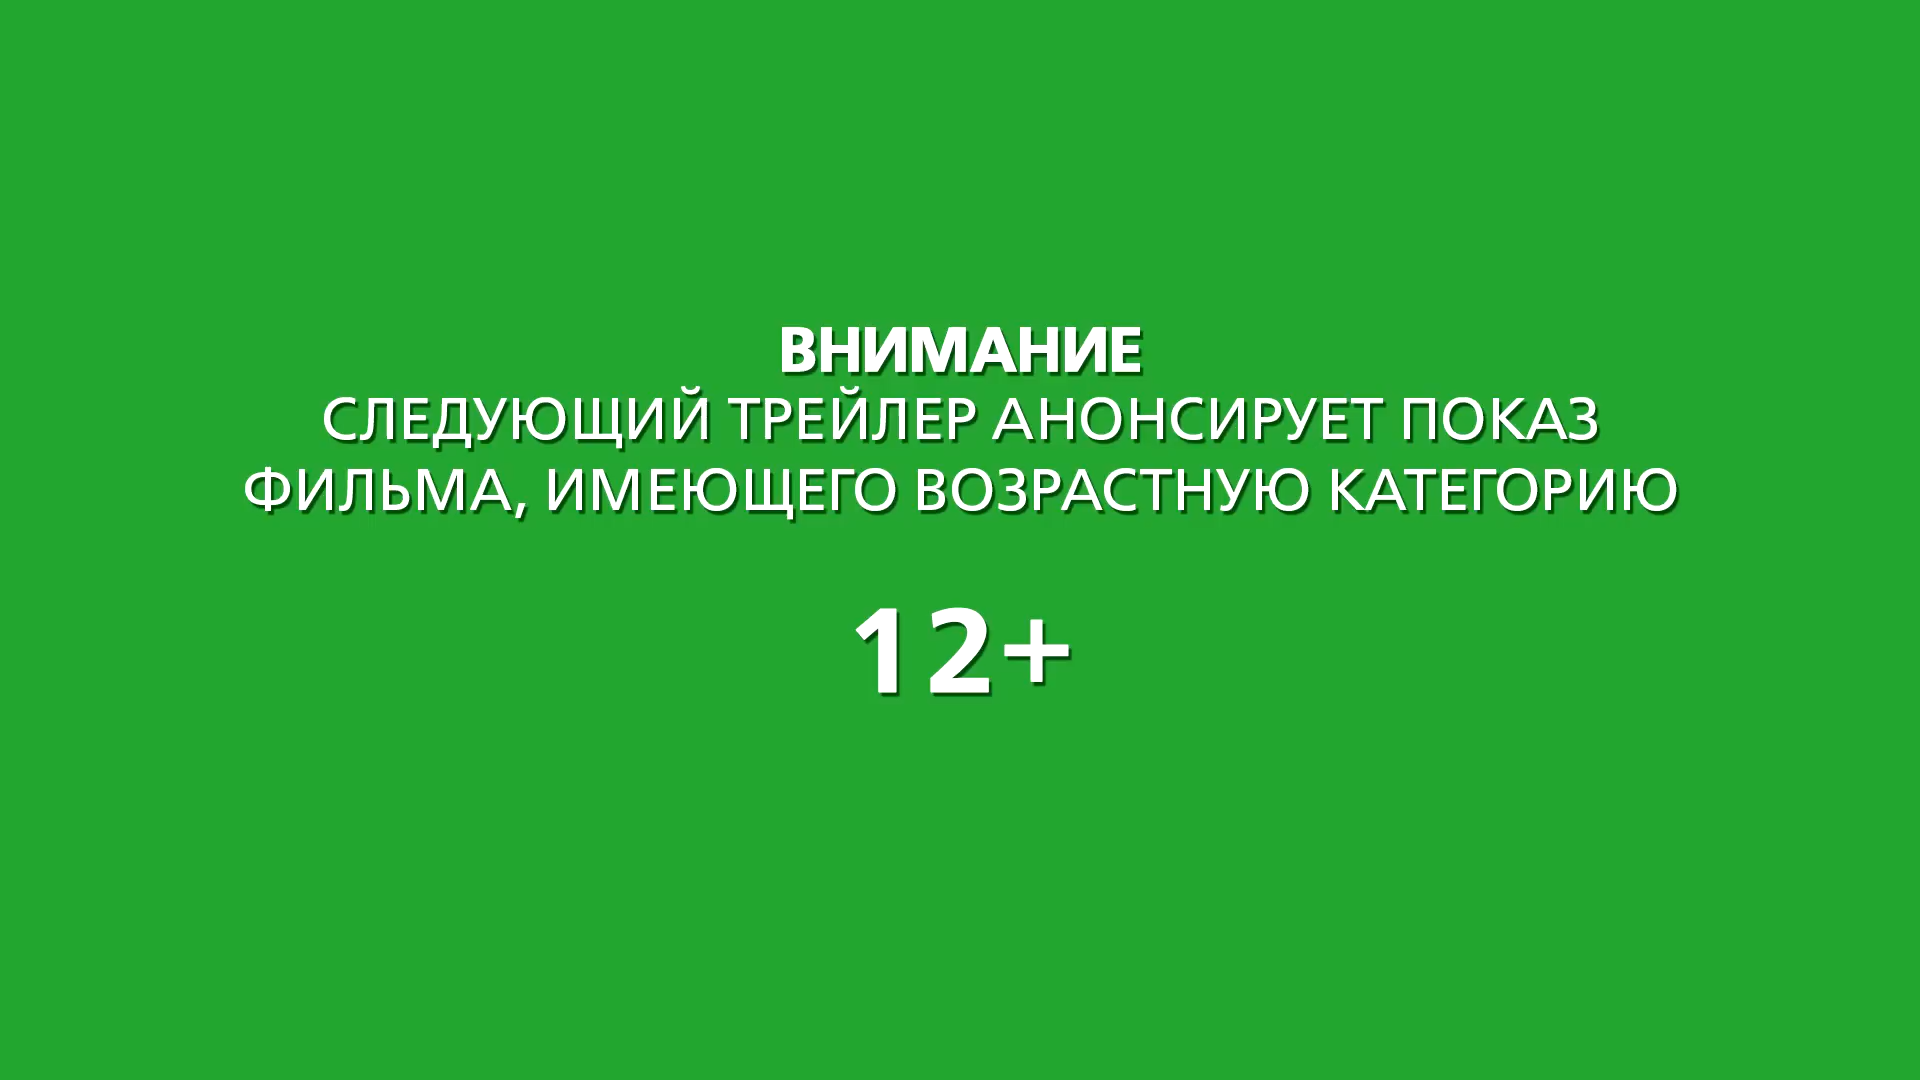 ВНИМАНИЕ
СЛЕДУЮЩИЙ ТРЕЙЛЕР АНОНСИРУЕТ ПОКАЗ
ФИЛЬМА, ИМЕЮЩЕГО ВОЗРАСТНУЮ КАТЕГОРИЮ
12+